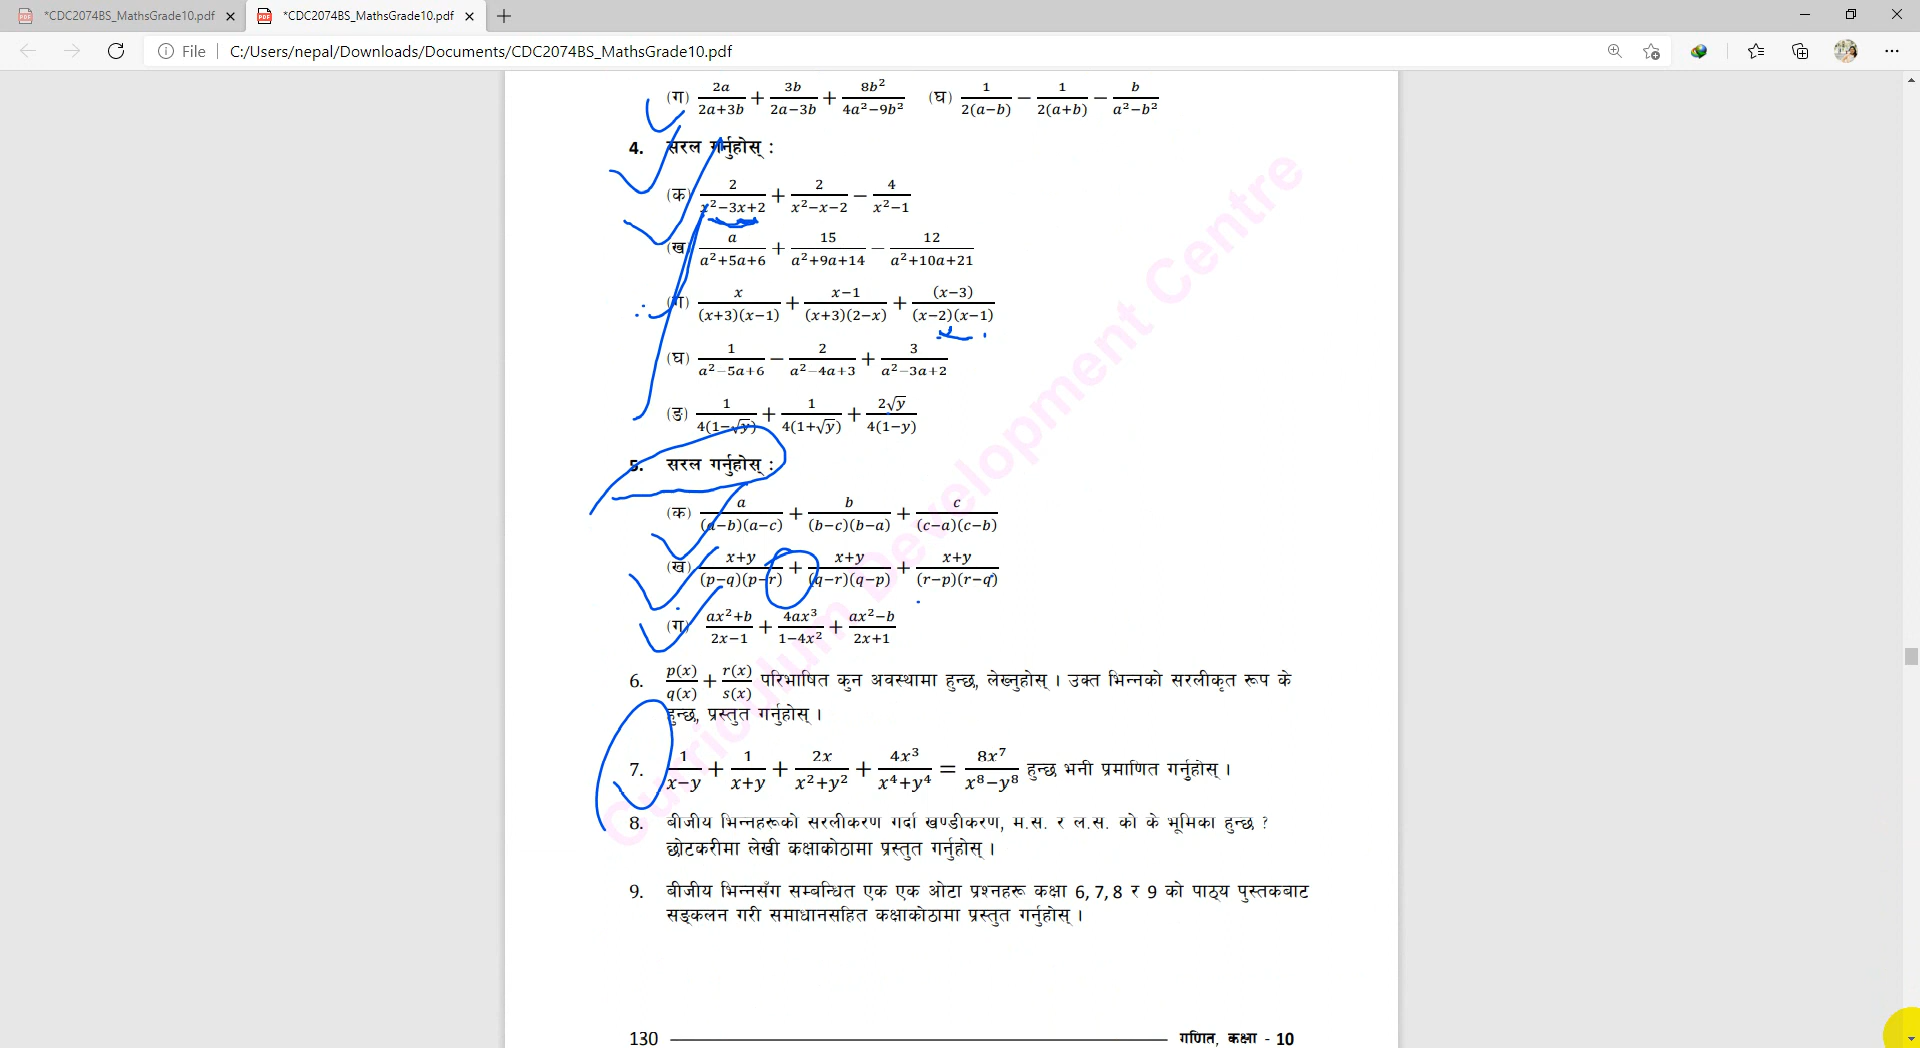 *CDC2074BS_MathsGrade10.pdf
*CDC2074BS_MathsGrade10.pdf
File | C:/Users/nepal/Downloads/Documents/CDC2074BS_MathsGrade10.pdf
(ग) 2a/(2a+3b) + 3b/(2a−3b) + 8b²/(4a²−9b²) (घ) 1/(2(a−b)) − 1/(2(a+b)) − b/(a²−b²)
4. सरल गर्नुहोस् :
(क) 2/(x²−3x+2) + 2/(x²−x−2) − 4/(x²−1)
(ख) a/(a²+5a+6) + 15/(a²+9a+14) − 12/(a²+10a+21)
(ग) x/((x+3)(x−1)) + (x−1)/((x+3)(2−x)) + (x−3)/((x−2)(x−1))
(घ) 1/(a²−5a+6) − 2/(a²−4a+3) + 3/(a²−3a+2)
(ङ) 1/(4(1−√y)) + 1/(4(1+√y)) + 2√y/(4(1−y))
5. सरल गर्नुहोस् :
(क) a/((a−b)(a−c)) + b/((b−c)(b−a)) + c/((c−a)(c−b))
(ख) (x+y)/((p−q)(p−r)) + (x+y)/((q−r)(q−p)) + (x+y)/((r−p)(r−q))
(ग) (ax²+b)/(2x−1) + 4ax³/(1−4x²) + (ax²−b)/(2x+1)
6. p(x)/q(x) + r(x)/s(x) परिभाषित कुन अवस्थामा हुन्छ, लेख्नुहोस् । उक्त भिन्नको सरलीकृत रूप के
हुन्छ, प्रस्तुत गर्नुहोस् ।
7. 1/(x−y) + 1/(x+y) + 2x/(x²+y²) + 4x³/(x⁴+y⁴) = 8x⁷/(x⁸−y⁸) हुन्छ भनी प्रमाणित गर्नुहोस् ।
8. बीजीय भिन्नहरूको सरलीकरण गर्दा खण्डीकरण, म.स. र ल.स. को के भूमिका हुन्छ ?
छोटकरीमा लेखी कक्षाकोठामा प्रस्तुत गर्नुहोस् ।
9. बीजीय भिन्नसँग सम्बन्धित एक एक ओटा प्रश्नहरू कक्षा 6, 7, 8 र 9 को पाठ्य पुस्तकबाट
सङ्कलन गरी समाधानसहित कक्षाकोठामा प्रस्तुत गर्नुहोस् ।
130 गणित, कक्षा - 10
Curriculum Development Centre